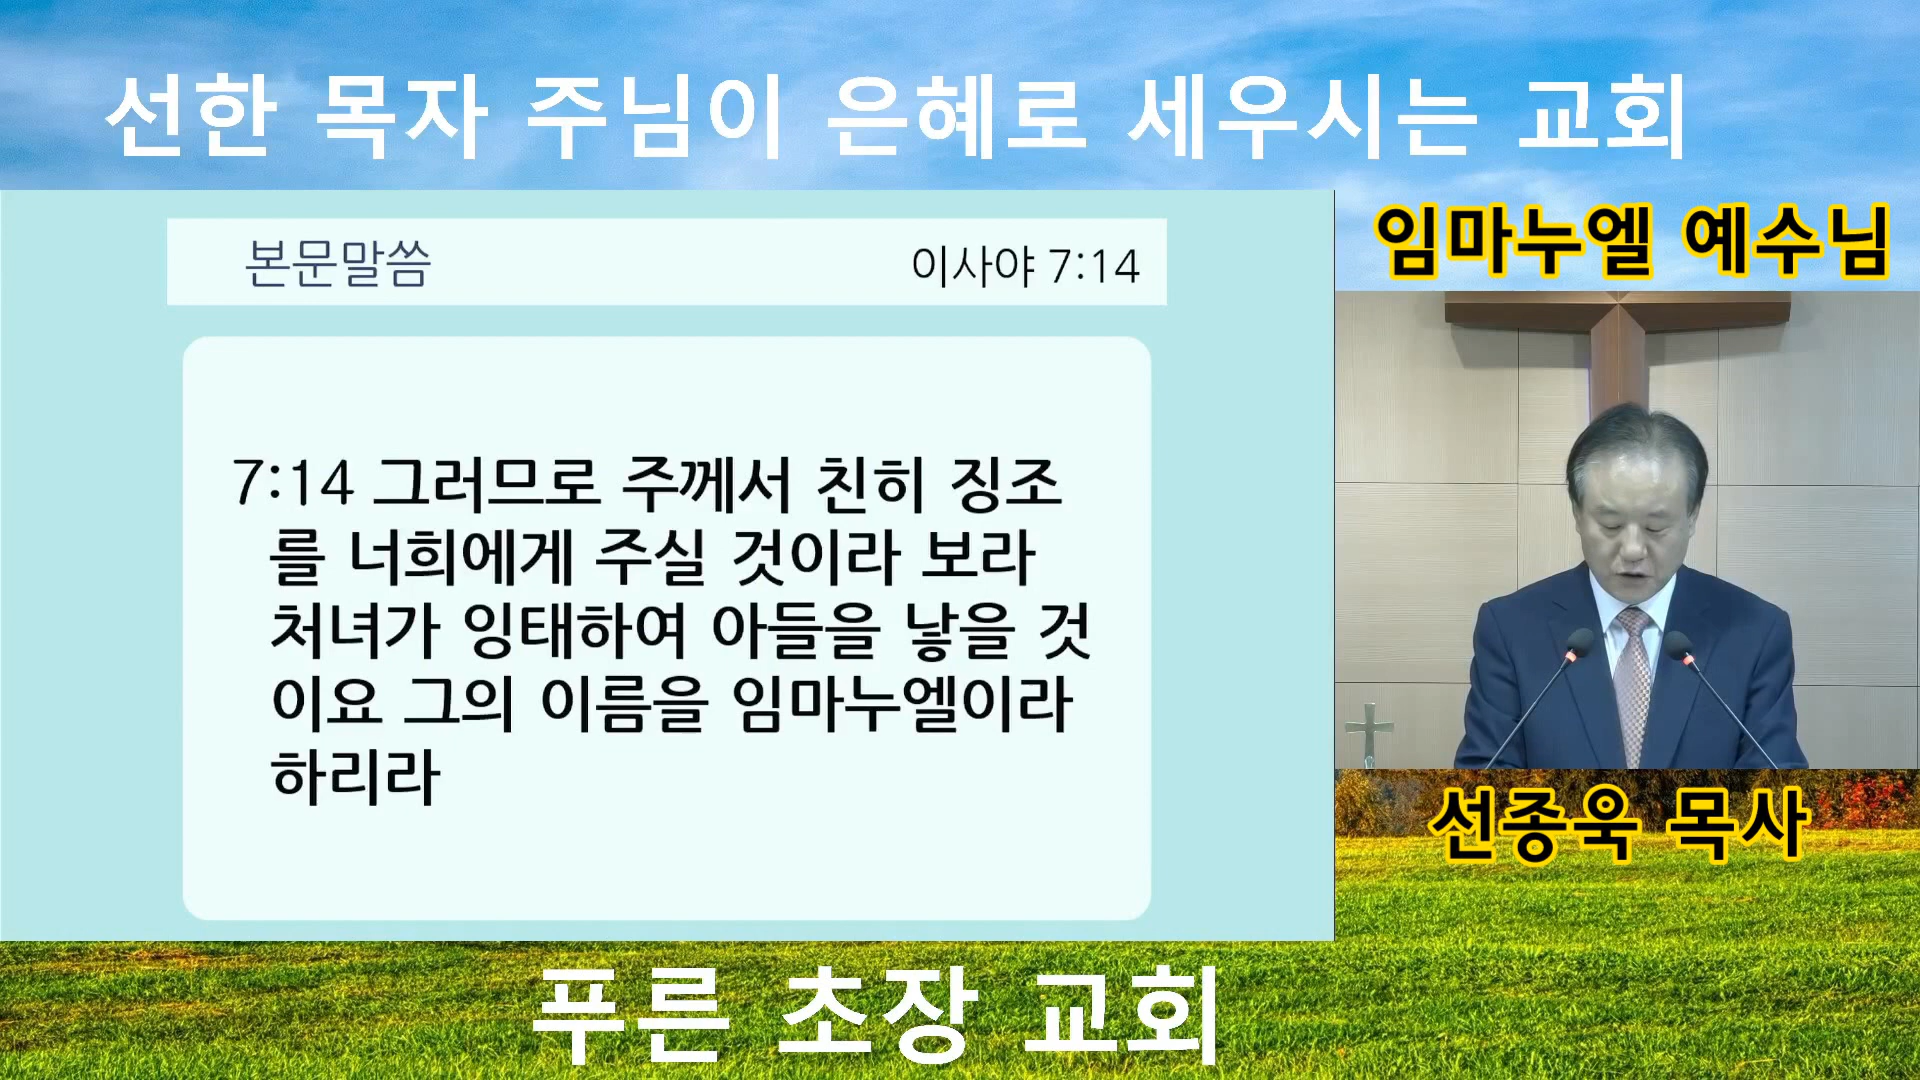 선한 목자 주님이 은혜로 세우시는 교회
본문말씀
이사야 7:14
7:14 그러므로 주께서 친히 징조
를 너희에게 주실 것이라 보라
처녀가 잉태하여 아들을 낳을 것
이요 그의 이름을 임마누엘이라
하리라
임마누엘 예수님
선종욱 목사
푸른 초장 교회